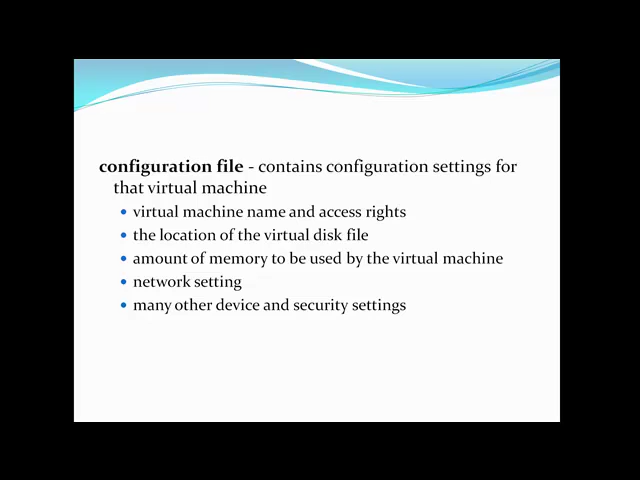 configuration file - contains configuration settings for
that virtual machine
• virtual machine name and access rights
• the location of the virtual disk file
• amount of memory to be used by the virtual machine
• network setting
• many other device and security settings